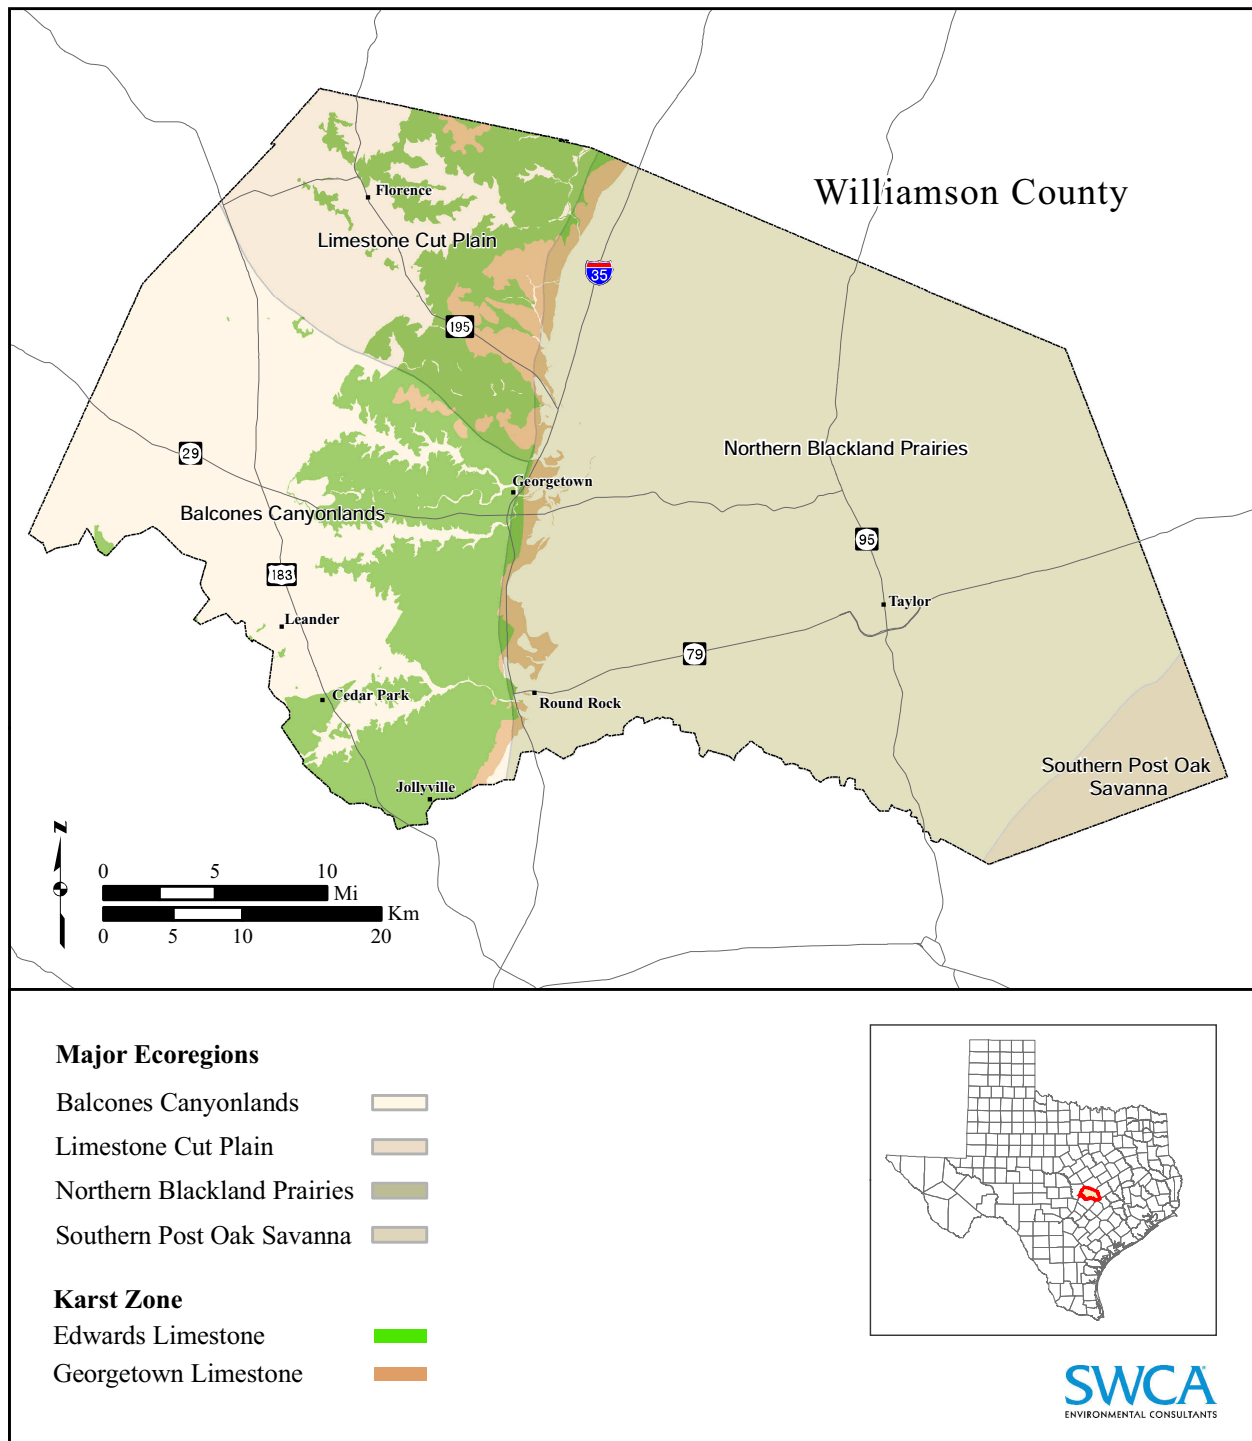 Williamson County
Florence
Limestone Cut Plain
35
195
Northern Blackland Prairies
29
Georgetown
Balcones Canyonlands
95
183
Taylor
Leander
79
Cedar Park
Round Rock
Southern Post Oak
Savanna
Jollyville
N
0 5 10
Mi
Km
0 5 10 20
Major Ecoregions
Balcones Canyonlands
Limestone Cut Plain
Northern Blackland Prairies
Southern Post Oak Savanna
Karst Zone
Edwards Limestone
Georgetown Limestone
SWCA
ENVIRONMENTAL CONSULTANTS